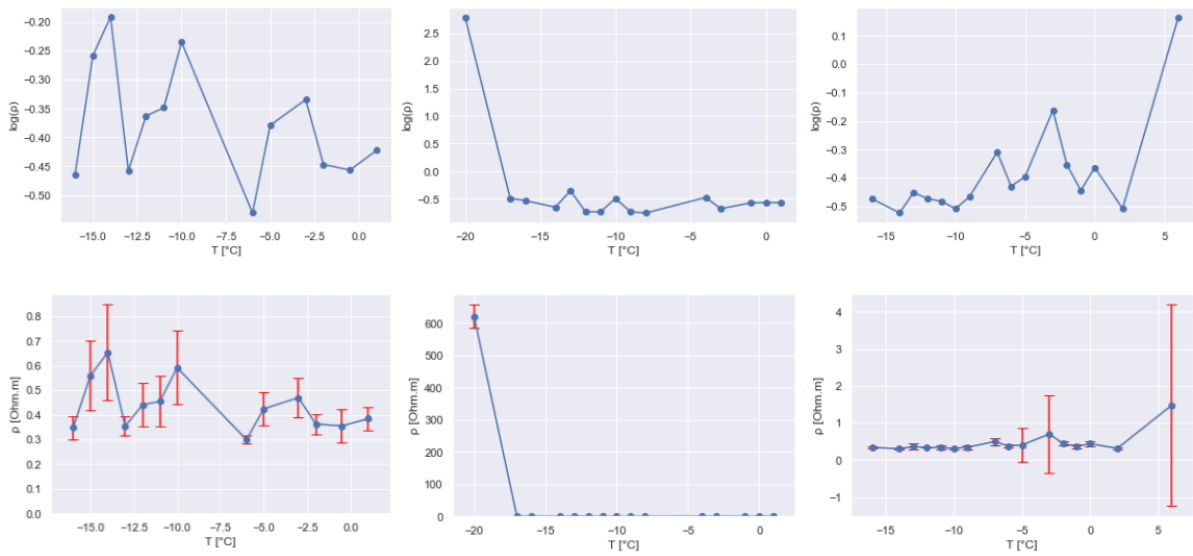 log(ρ)
−0.20
−0.25
−0.30
−0.35
−0.40
−0.45
−0.50
−15.0 −12.5 −10.0 −7.5 −5.0 −2.5 0.0
T [°C]
log(ρ)
2.5
2.0
1.5
1.0
0.5
0.0
−0.5
−20 −15 −10 −5 0
T [°C]
log(ρ)
0.1
0.0
−0.1
−0.2
−0.3
−0.4
−0.5
−15 −10 −5 0 5
T [°C]
ρ [Ohm.m]
0.8
0.7
0.6
0.5
0.4
0.3
0.2
0.1
0.0
−15.0 −12.5 −10.0 −7.5 −5.0 −2.5 0.0
T [°C]
ρ [Ohm.m]
600
500
400
300
200
100
0
−20 −15 −10 −5 0
T [°C]
ρ [Ohm.m]
4
3
2
1
0
−1
−15 −10 −5 0 5
T [°C]